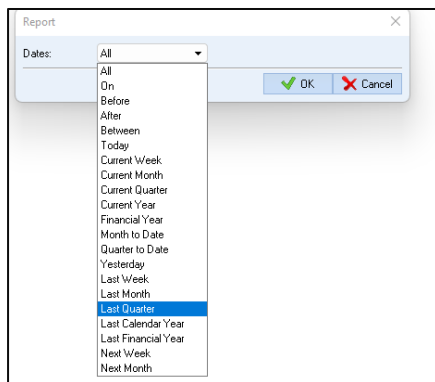 Report
Dates: All
All
On
Before
After
Between
Today
Current Week
Current Month
Current Quarter
Current Year
Financial Year
Month to Date
Quarter to Date
Yesterday
Last Week
Last Month
Last Quarter
Last Calendar Year
Last Financial Year
Next Week
Next Month
OK Cancel